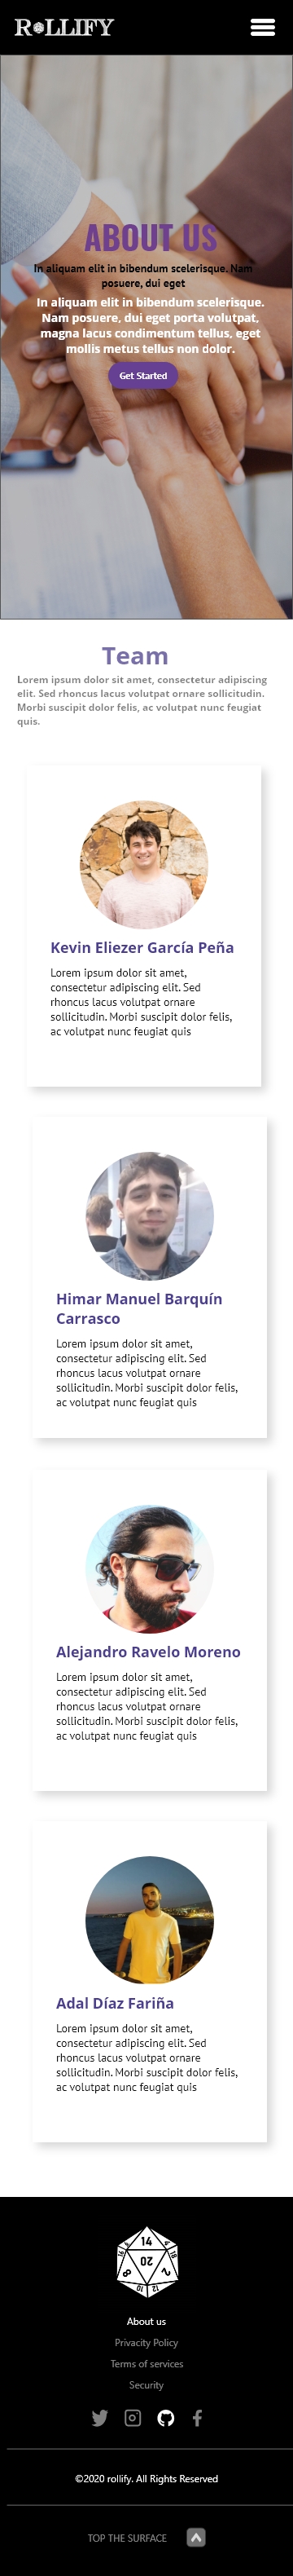 ROLLIFY
ABOUT US
In aliquam elit in bibendum scelerisque. Nam
posuere, dui eget
In aliquam elit in bibendum scelerisque.
Nam posuere, dui eget porta volutpat,
magna lacus condimentum tellus, eget
mollis metus tellus non dolor.
Get Started
Team
Lorem ipsum dolor sit amet, consectetur adipiscing
elit. Sed rhoncus lacus volutpat ornare sollicitudin.
Morbi suscipit dolor felis, ac volutpat nunc feugiat
quis.
Kevin Eliezer García Peña
Lorem ipsum dolor sit amet,
consectetur adipiscing elit. Sed
rhoncus lacus volutpat ornare
sollicitudin. Morbi suscipit dolor felis,
ac volutpat nunc feugiat quis
Himar Manuel Barquín
Carrasco
Lorem ipsum dolor sit amet,
consectetur adipiscing elit. Sed
rhoncus lacus volutpat ornare
sollicitudin. Morbi suscipit dolor felis,
ac volutpat nunc feugiat quis
Alejandro Ravelo Moreno
Lorem ipsum dolor sit amet,
consectetur adipiscing elit. Sed
rhoncus lacus volutpat ornare
sollicitudin. Morbi suscipit dolor felis,
ac volutpat nunc feugiat quis
Adal Díaz Fariña
Lorem ipsum dolor sit amet,
consectetur adipiscing elit. Sed
rhoncus lacus volutpat ornare
sollicitudin. Morbi suscipit dolor felis,
ac volutpat nunc feugiat quis
14
20
8
2
About us
Privacity Policy
Terms of services
Security
©2020 rollify. All Rights Reserved
TOP THE SURFACE